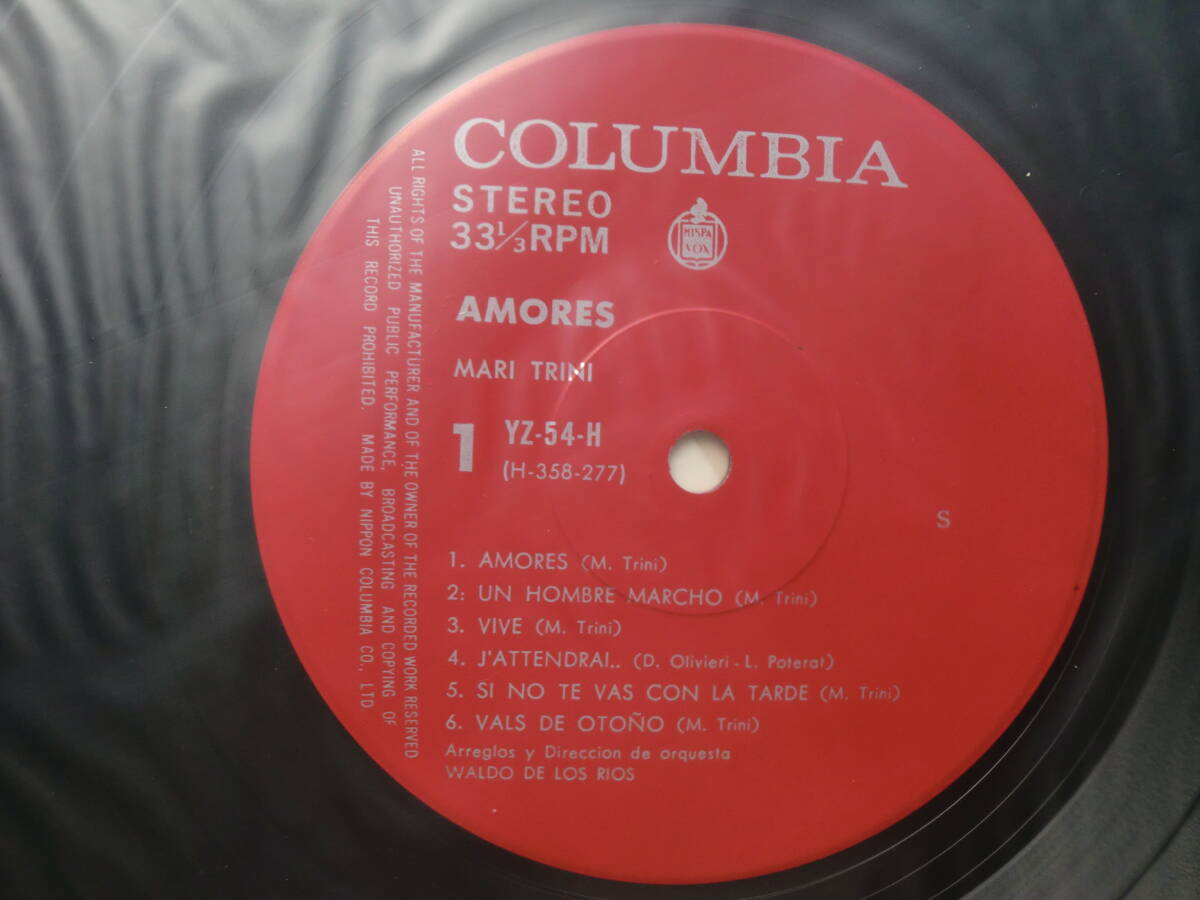 COLUMBIA
STEREO
33 1/3 RPM
HISPA
VOX
AMORES
MARI TRINI
1
YZ-54-H
(H-358-277)
S
1. AMORES (M. Trini)
2: UN HOMBRE MARCHO (M. Trini)
3. VIVE (M. Trini)
4. J'ATTENDRAI.. (D. Olivieri - L. Poterat)
5. SI NO TE VAS CON LA TARDE (M. Trini)
6. VALS DE OTOÑO (M. Trini)
Arreglos y Direccion de orquesta
WALDO DE LOS RIOS
ALL RIGHTS OF THE MANUFACTURER AND OF THE OWNER OF THE RECORDED WORK RESERVED
UNAUTHORIZED PUBLIC PERFORMANCE, BROADCASTING AND COPYING OF
THIS RECORD PROHIBITED. MADE BY NIPPON COLUMBIA CO., LTD.